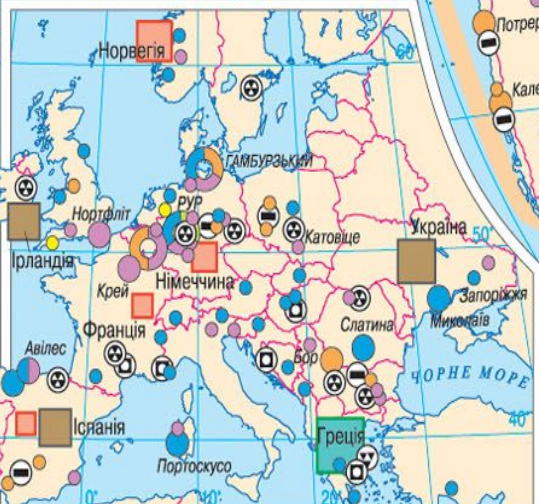 Норвегія
60°
Потрер
Кале
ГАМБУРЗЬКИЙ
РУР
Нортфліт
Катовіце
Україна
50°
Ірландія
Крей
Німеччина
Запоріжжя
Миколаїв
Франція
Слатина
Авілес
Бор
ЧОРНЕ МОРЕ
40°
Іспанія
Греція
Портоскусо
0°
10°
20°